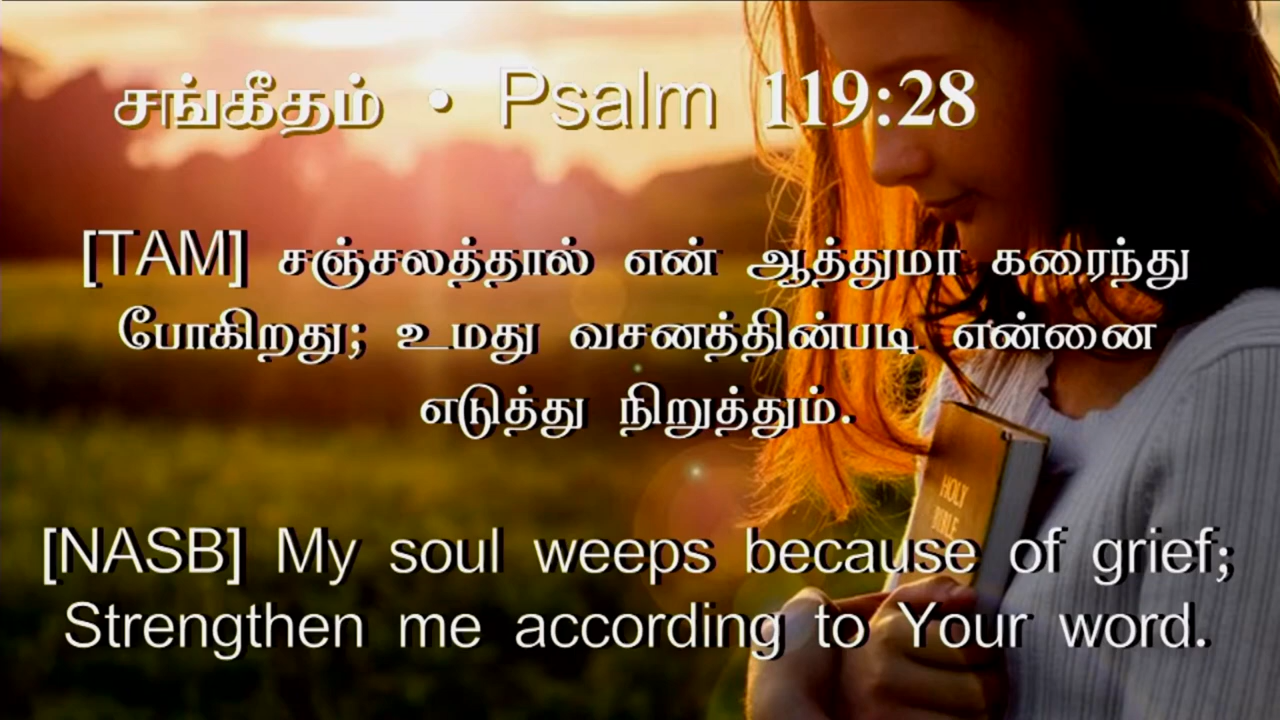 சங்கீதம் • Psalm 119:28
[TAM] சஞ்சலத்தால் என் ஆத்துமா கரைந்து
போகிறது; உமது வசனத்தின்படி என்னை
எடுத்து நிறுத்தும்.
HOLY
BIBLE
[NASB] My soul weeps because of grief;
Strengthen me according to Your word.